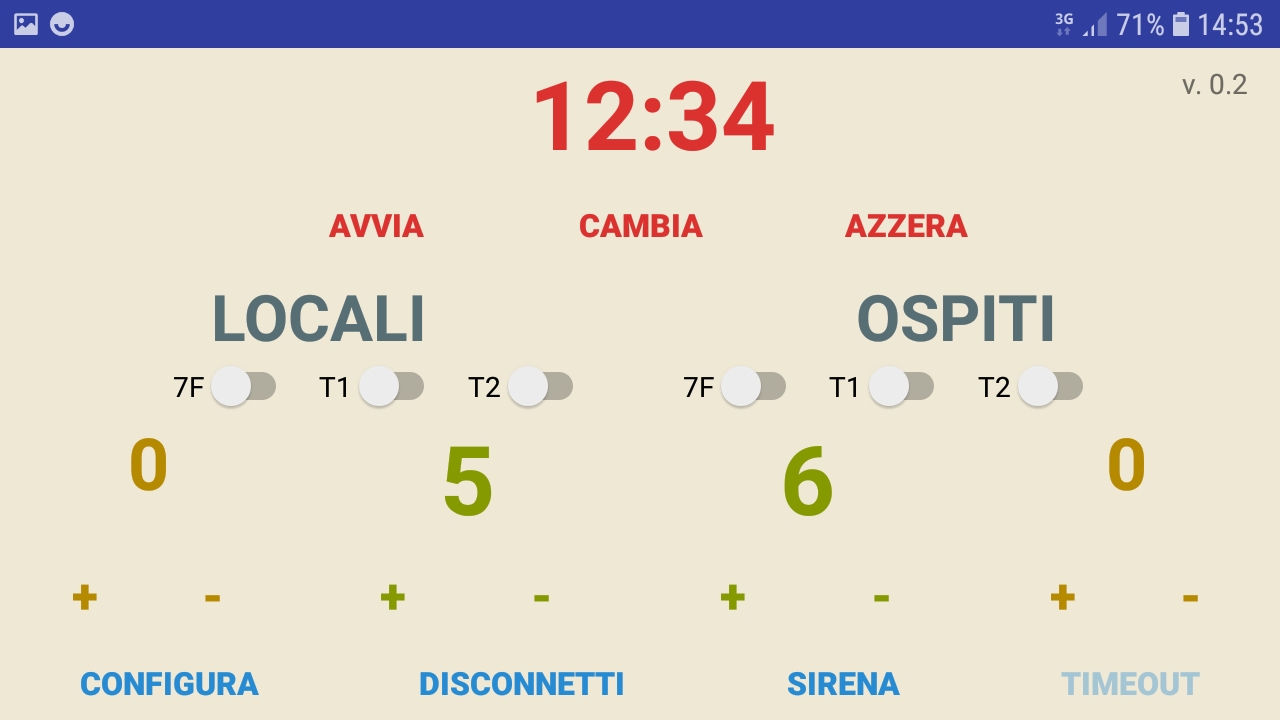 3G 71% 14:53
v. 0.2
12:34
AVVIA CAMBIA AZZERA
LOCALI OSPITI
7F T1 T2 7F T1 T2
0 5 6 0
+ - + - + - + -
CONFIGURA DISCONNETTI SIRENA TIMEOUT